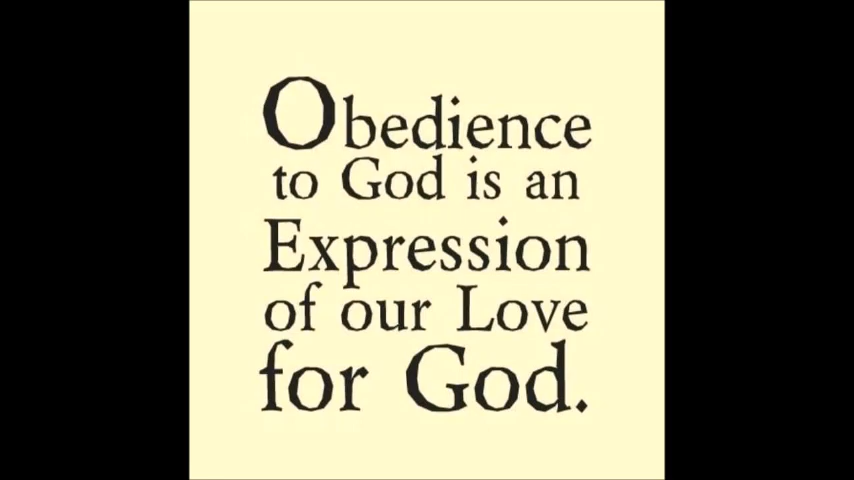 Obedience
to God is an
Expression
of our Love
for God.